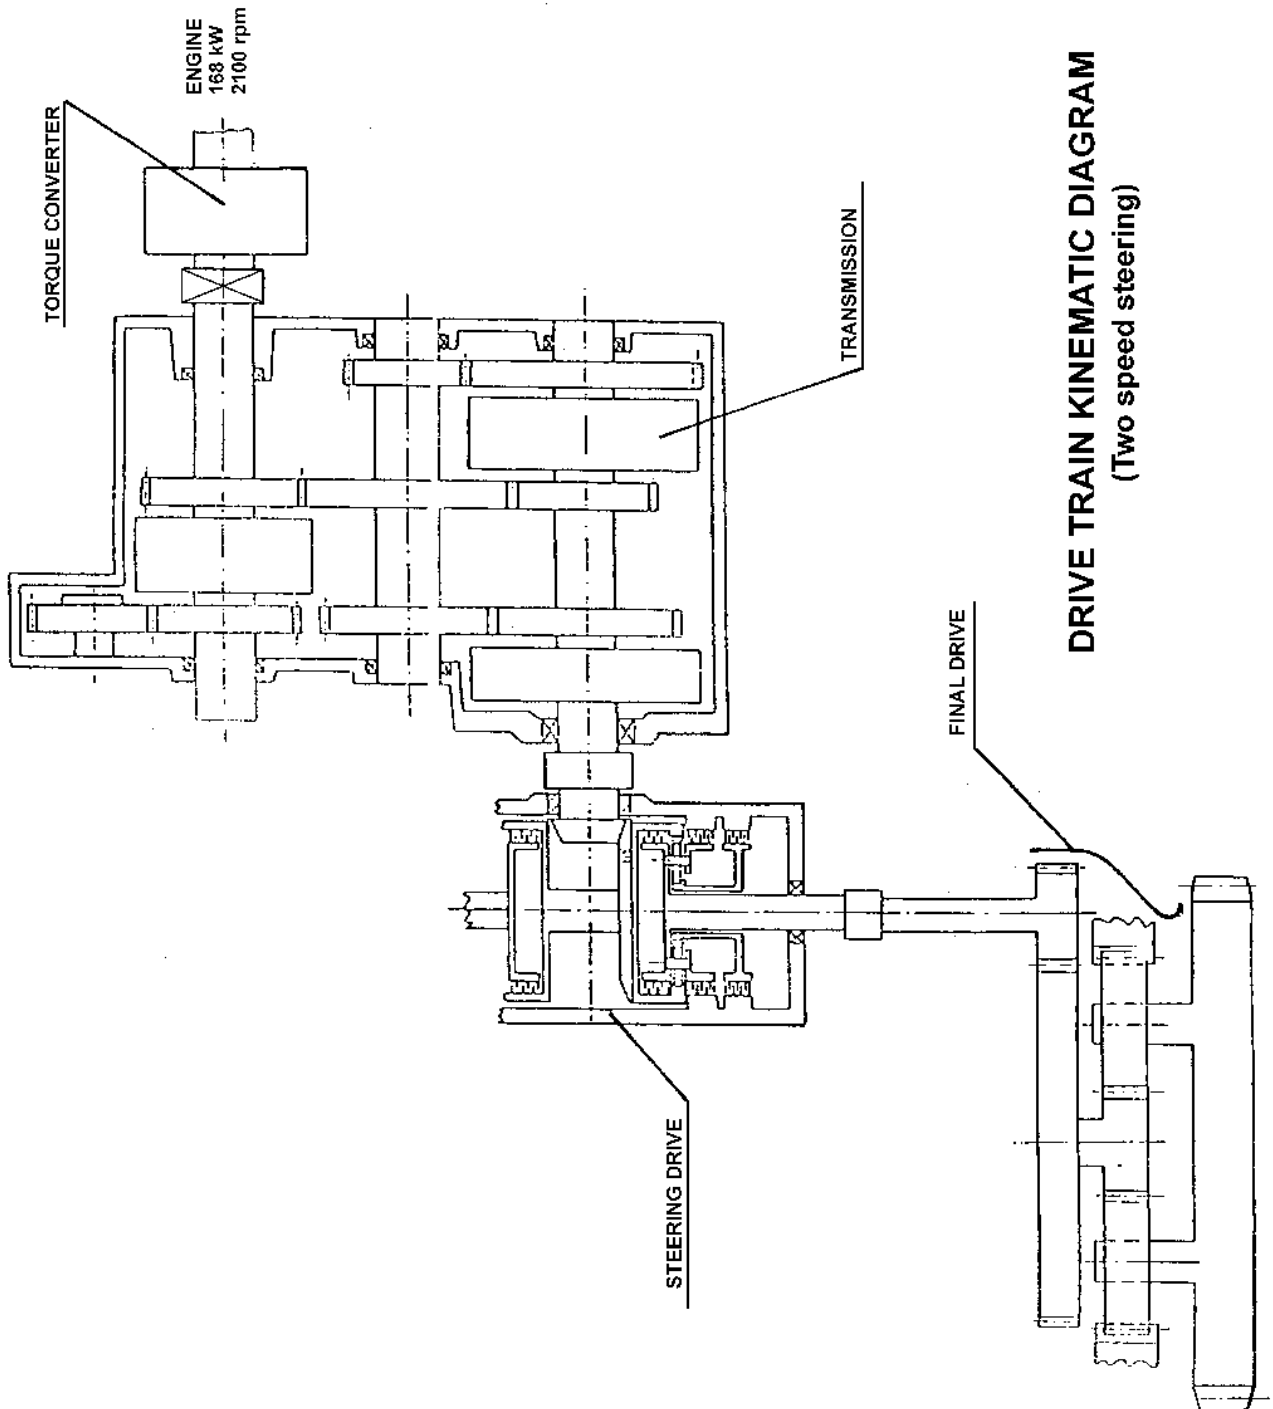 DRIVE TRAIN KINEMATIC DIAGRAM
(Two speed steering)
TORQUE CONVERTER
ENGINE
168 kW
2100 rpm
TRANSMISSION
STEERING DRIVE
FINAL DRIVE